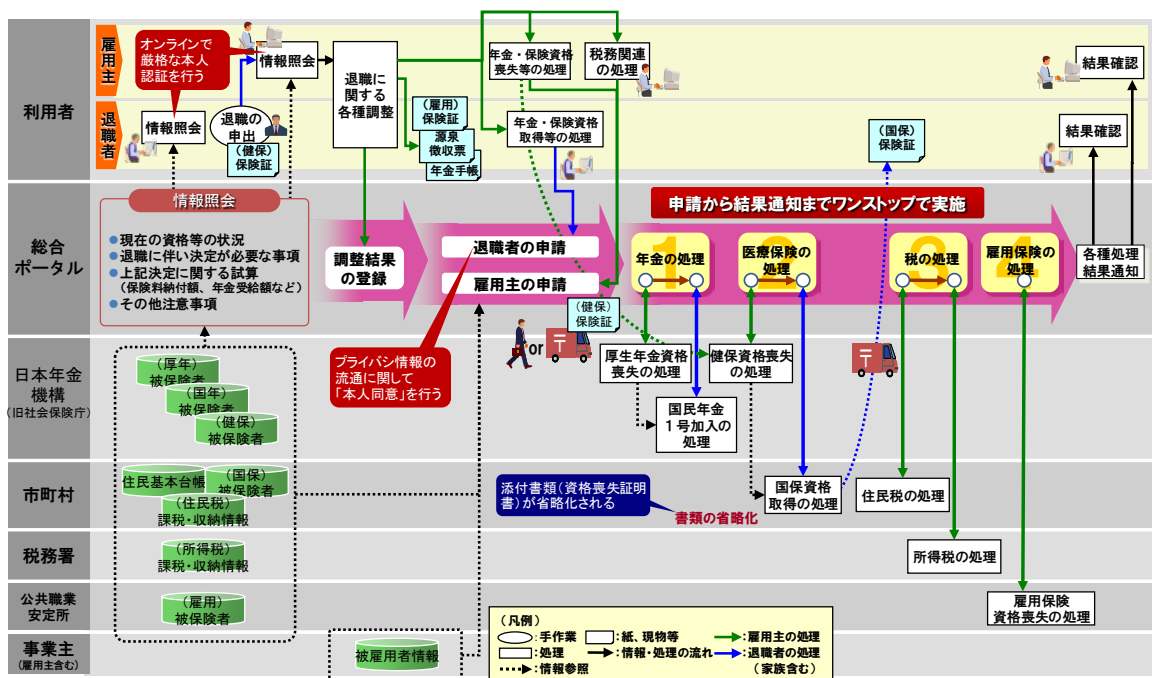 利用者
雇用主
退職者
オンラインで
厳格な本人
認証を行う
情報照会
情報照会
退職の
申出
(健保)
保険証
退職に
関する
各種調整
(雇用)
保険証
源泉
徴収票
年金手帳
年金・保険資格
喪失等の処理
税務関連
の処理
年金・保険資格
取得等の処理
(国保)
保険証
結果確認
結果確認
総合
ポータル
情報照会
●現在の資格等の状況
●退職に伴い決定が必要な事項
●上記決定に関する試算
(保険料納付額、年金受給額など)
●その他注意事項
調整結果
の登録
退職者の申請
雇用主の申請
申請から結果通知までワンストップで実施
1
年金の処理
2
医療保険の
処理
3
税の処理
4
雇用保険の
処理
各種処理
結果通知
(健保)
保険証
or
〒
〒
日本年金
機構
(旧社会保険庁)
(厚年)
被保険者
(国年)
被保険者
(健保)
被保険者
プライバシ情報の
流通に関して
「本人同意」を行う
厚生年金資格
喪失の処理
健保資格喪失
の処理
国民年金
1号加入の
処理
市町村
住民基本台帳
(国保)
被保険者
(住民税)
課税・収納情報
添付書類(資格喪失証明
書)が省略化される
書類の省略化
国保資格
取得の処理
住民税の処理
税務署
(所得税)
課税・収納情報
所得税の処理
公共職業
安定所
(雇用)
被保険者
雇用保険
資格喪失の処理
事業主
(雇用主含む)
被雇用者情報
(凡例)
:手作業 :紙、現物等 :雇用主の処理
:処理 :情報・処理の流れ :退職者の処理
:情報参照 (家族含む)